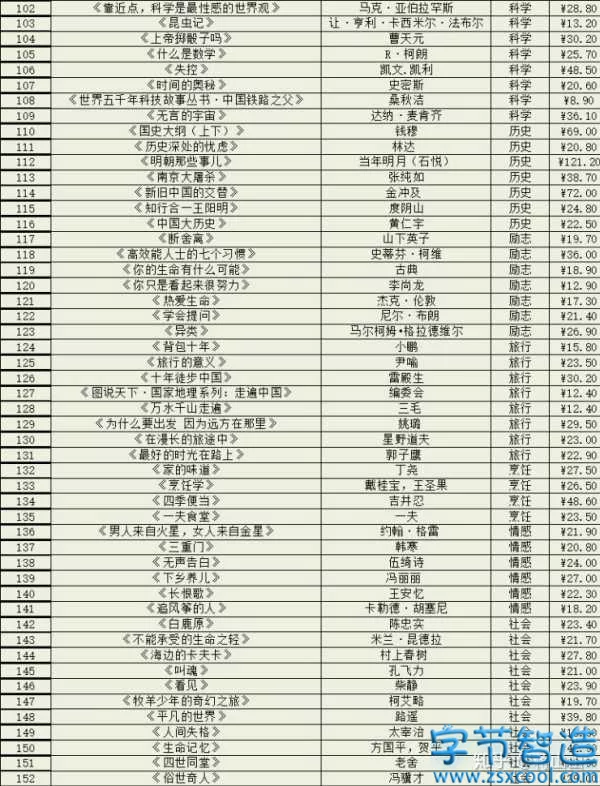 102 《靠近点，科学是最性感的世界观》 马克·亚伯拉罕斯 科学 ¥28.80
103 《昆虫记》 让·亨利·卡西米尔·法布尔 科学 ¥13.20
104 《上帝掷骰子吗》 曹天元 科学 ¥30.20
105 《什么是数学》 R·柯朗 科学 ¥25.70
106 《失控》 凯文.凯利 科学 ¥48.50
107 《时间的奥秘》 史密斯 科学 ¥20.60
108 《世界五千年科技故事丛书·中国铁路之父》 桑秋洁 科学 ¥8.90
109 《无言的宇宙》 达纳·麦肯齐 科学 ¥36.10
110 《国史大纲（上下）》 钱穆 历史 ¥69.00
111 《历史深处的忧虑》 林达 历史 ¥20.80
112 《明朝那些事儿》 当年明月（石悦） 历史 ¥121.20
113 《南京大屠杀》 张纯如 历史 ¥38.70
114 《新旧中国的交替》 金冲及 历史 ¥72.00
115 《知行合一王阳明》 度阴山 历史 ¥24.80
116 《中国大历史》 黄仁宇 历史 ¥22.50
117 《断舍离》 山下英子 励志 ¥19.70
118 《高效能人士的七个习惯》 史蒂芬·柯维 励志 ¥36.00
119 《你的生命有什么可能》 古典 励志 ¥18.90
120 《你只是看起来很努力》 李尚龙 励志 ¥12.90
121 《热爱生命》 杰克·伦敦 励志 ¥17.30
122 《学会提问》 尼尔·布朗 励志 ¥21.40
123 《异类》 马尔柯姆•格拉德维尔 励志 ¥26.90
124 《背包十年》 小鹏 旅行 ¥15.80
125 《旅行的意义》 尹喻 旅行 ¥23.50
126 《十年徒步中国》 雷殿生 旅行 ¥30.20
127 《图说天下·国家地理系列：走遍中国》 编委会 旅行 ¥12.40
128 《万水千山走遍》 三毛 旅行 ¥12.40
129 《为什么要出发 因为远方在那里》 姚璐 旅行 ¥29.50
130 《在漫长的旅途中》 星野道夫 旅行 ¥23.00
131 《最好的时光在路上》 郭子鹰 旅行 ¥22.90
132 《家的味道》 丁尧 烹饪 ¥27.50
133 《烹饪学》 戴桂宝，王圣果 烹饪 ¥26.50
134 《四季便当》 吉井忍 烹饪 ¥48.60
135 《一夫食堂》 一夫 烹饪 ¥23.50
136 《男人来自火星，女人来自金星》 约翰·格雷 情感 ¥21.90
137 《三重门》 韩寒 情感 ¥20.80
138 《无声告白》 伍绮诗 情感 ¥24.00
139 《下乡养儿》 冯丽丽 情感 ¥27.00
140 《长恨歌》 王安忆 情感 ¥22.30
141 《追风筝的人》 卡勒德·胡塞尼 情感 ¥18.20
142 《白鹿原》 陈忠实 社会 ¥23.40
143 《不能承受的生命之轻》 米兰·昆德拉 社会 ¥21.70
144 《海边的卡夫卡》 村上春树 社会 ¥27.80
145 《叫魂》 孔飞力 社会 ¥21.00
146 《看见》 柴静 社会 ¥23.90
147 《牧羊少年的奇幻之旅》 柯艾略 社会 ¥19.70
148 《平凡的世界》 路遥 社会 ¥39.80
149 《人间失格》 太宰治 社会
150 《生命记忆》 方国平，贺平 社会
151 《四世同堂》 老舍 社会
152 《俗世奇人》 冯骥才 社会
字节智造
www.zsxcool.com